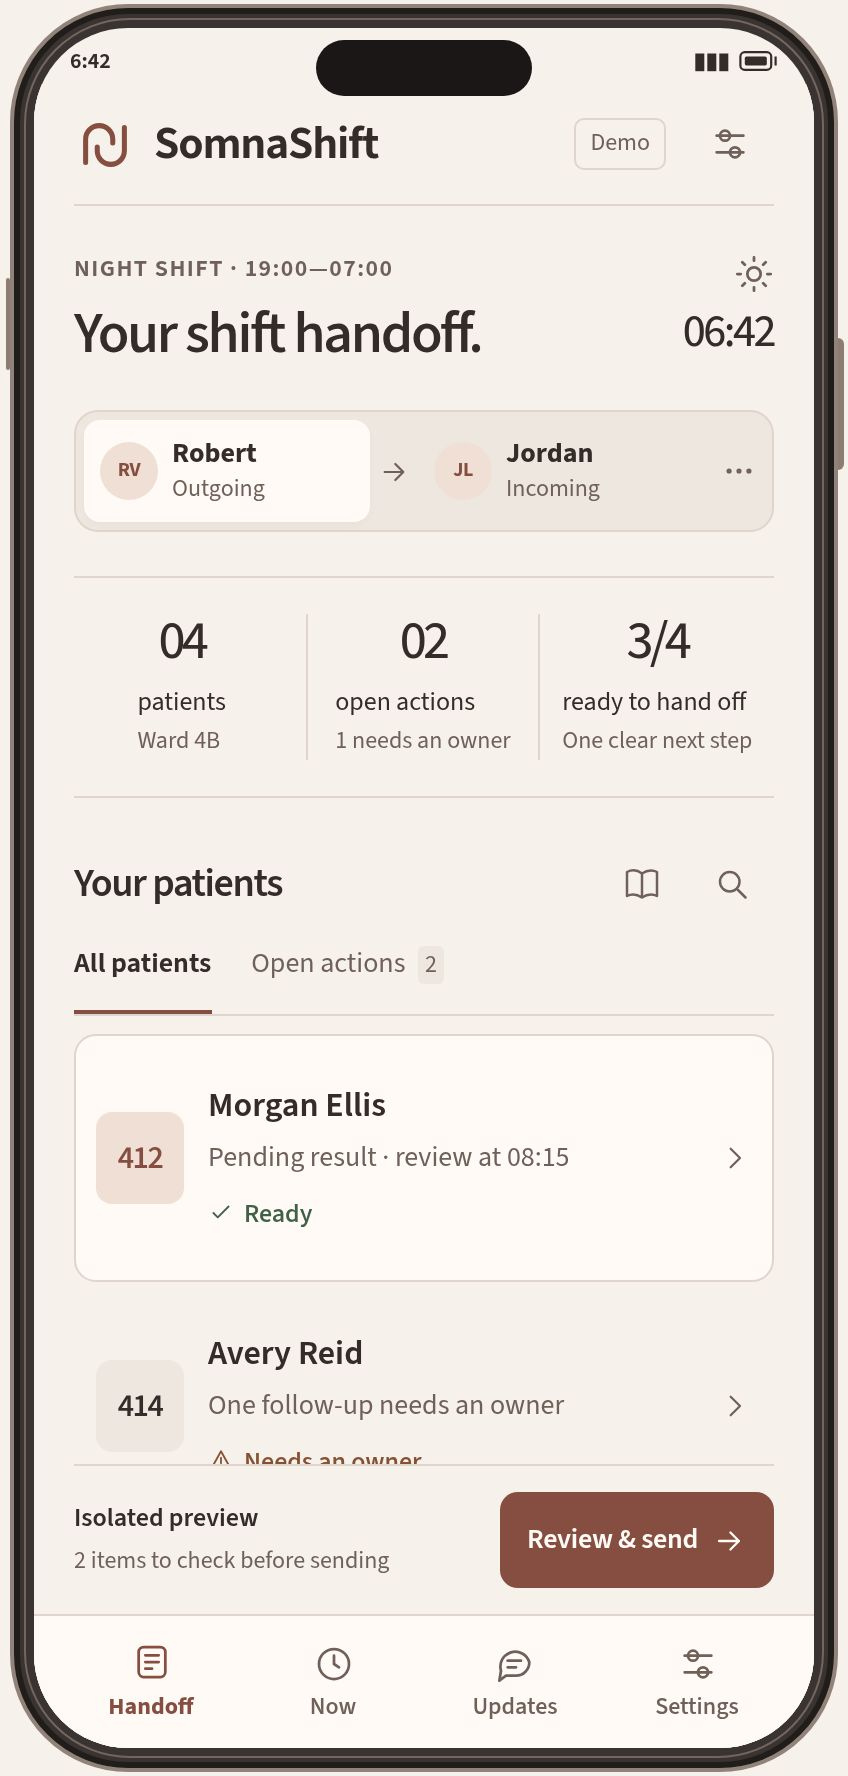 6:42
SomnaShift
Demo
NIGHT SHIFT · 19:00—07:00
Your shift handoff.
06:42
RV
Robert
Outgoing
→
JL
Jordan
Incoming
04
patients
Ward 4B
02
open actions
1 needs an owner
3/4
ready to hand off
One clear next step
Your patients
All patients
Open actions 2
412
Morgan Ellis
Pending result · review at 08:15
Ready
414
Avery Reid
One follow-up needs an owner
Needs an owner
Isolated preview
2 items to check before sending
Review & send →
Handoff
Now
Updates
Settings